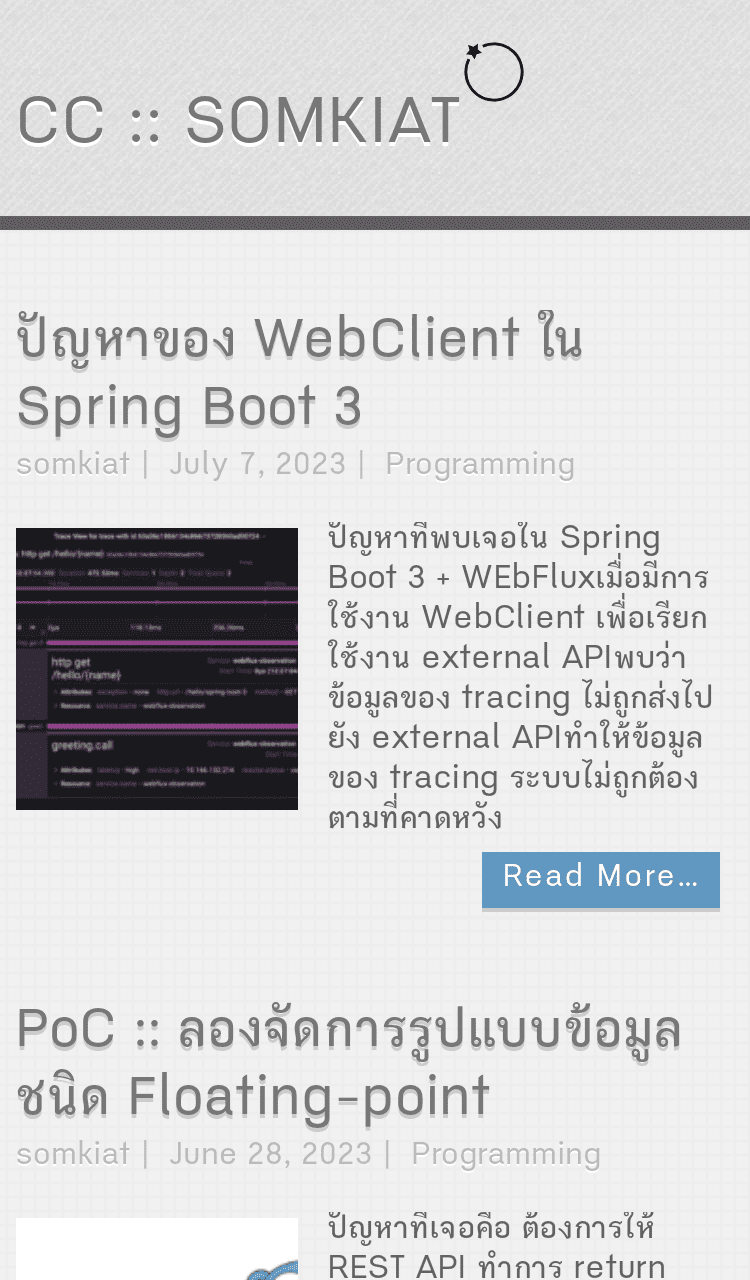 CC :: SOMKIAT
ปัญหาของ WebClient ใน
Spring Boot 3
somkiat | July 7, 2023 | Programming
ปัญหาที่พบเจอใน Spring
Boot 3 + WEbFluxเมื่อมีการ
ใช้งาน WebClient เพื่อเรียก
ใช้งาน external APIพบว่า
ข้อมูลของ tracing ไม่ถูกส่งไป
ยัง external APIทำให้ข้อมูล
ของ tracing ระบบไม่ถูกต้อง
ตามที่คาดหวัง
http get
/hello/{name}
greeting.call
Read More...
PoC :: ลองจัดการรูปแบบข้อมูล
ชนิด Floating-point
somkiat | June 28, 2023 | Programming
ปัญหาที่เจอคือ ต้องการให้
REST API ทำการ return